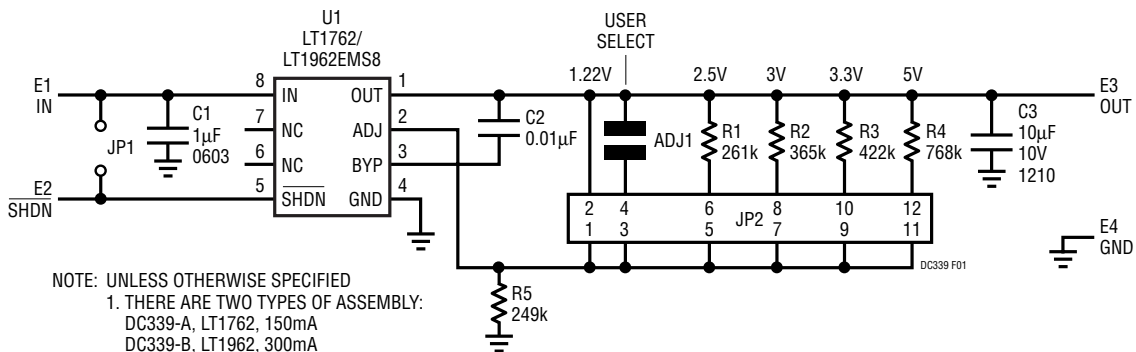 U1
LT1762/
LT1962EMS8
USER
SELECT
E1
IN
8
IN
OUT
1
1.22V
2.5V
3V
3.3V
5V
E3
OUT
JP1
C1
1µF
0603
7
NC
ADJ
2
6
NC
BYP
3
C2
0.01µF
ADJ1
R1
261k
R2
365k
R3
422k
R4
768k
C3
10µF
10V
1210
E2
SHDN
5
SHDN
GND
4
2
4
6
8
10
12
JP2
1
3
5
7
9
11
E4
GND
DC339 F01
R5
249k
NOTE: UNLESS OTHERWISE SPECIFIED
1. THERE ARE TWO TYPES OF ASSEMBLY:
DC339-A, LT1762, 150mA
DC339-B, LT1962, 300mA